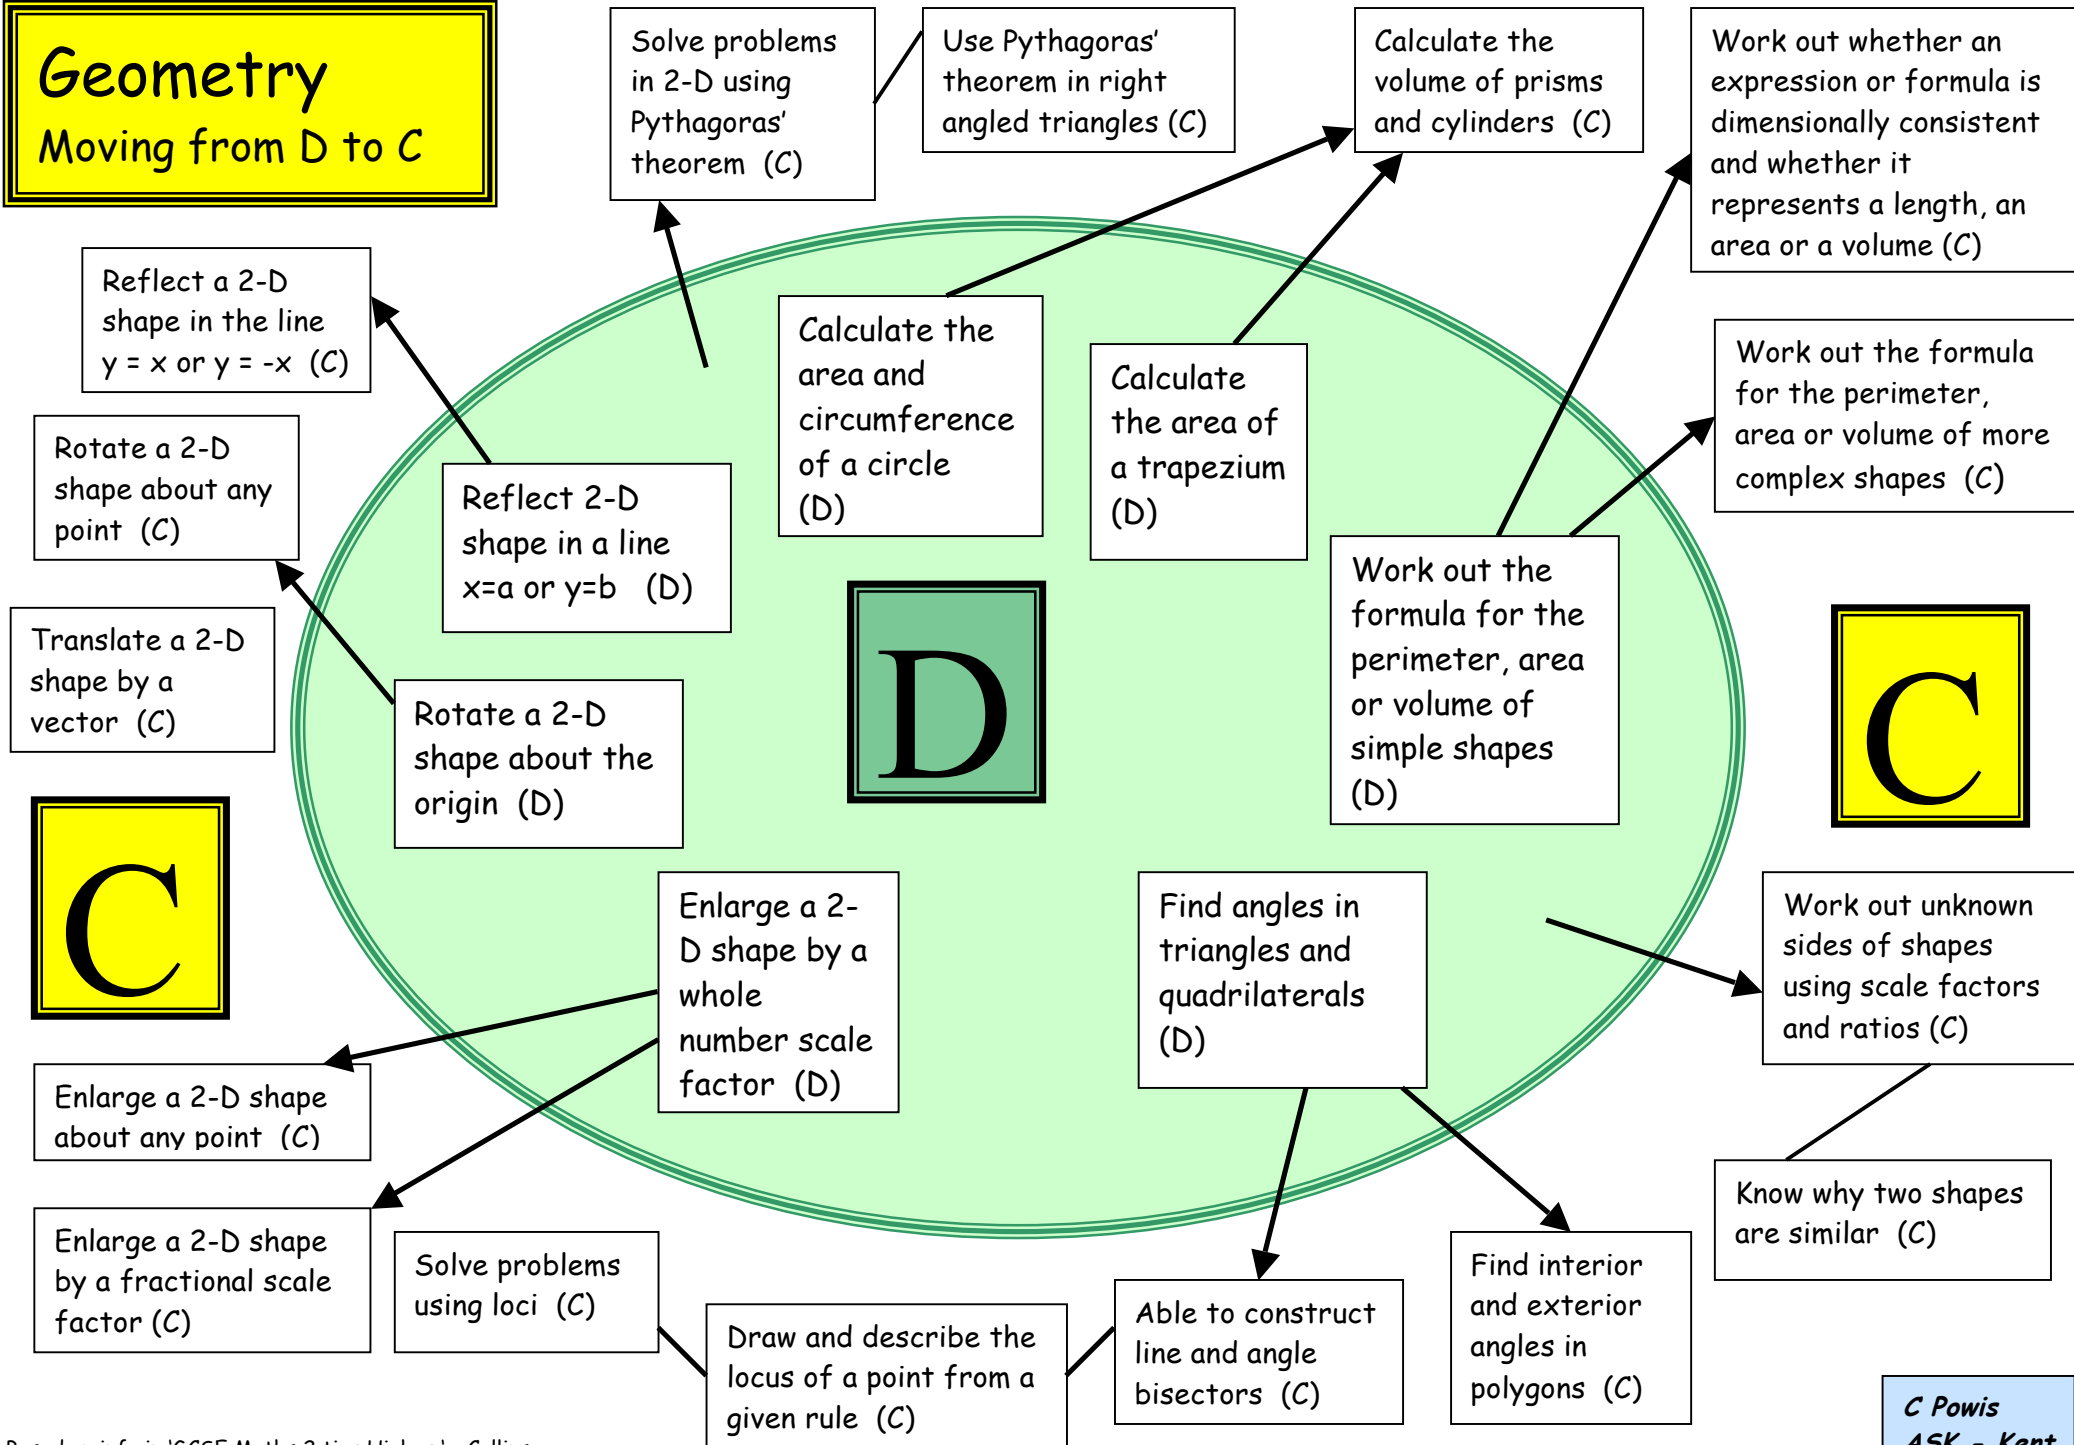 Geometry
Moving from D to C
Solve problems
in 2-D using
Pythagoras’
theorem (C)
Use Pythagoras’
theorem in right
angled triangles (C)
Calculate the
volume of prisms
and cylinders (C)
Work out whether an
expression or formula is
dimensionally consistent
and whether it
represents a length, an
area or a volume (C)
Reflect a 2-D
shape in the line
y = x or y = -x (C)
Calculate the
area and
circumference
of a circle
(D)
Calculate
the area of
a trapezium
(D)
Work out the formula
for the perimeter,
area or volume of more
complex shapes (C)
Rotate a 2-D
shape about any
point (C)
Reflect 2-D
shape in a line
x=a or y=b (D)
Work out the
formula for the
perimeter, area
or volume of
simple shapes
(D)
Translate a 2-D
shape by a
vector (C)
D
C
Rotate a 2-D
shape about the
origin (D)
C
Enlarge a 2-
D shape by a
whole
number scale
factor (D)
Find angles in
triangles and
quadrilaterals
(D)
Work out unknown
sides of shapes
using scale factors
and ratios (C)
Enlarge a 2-D shape
about any point (C)
Know why two shapes
are similar (C)
Enlarge a 2-D shape
by a fractional scale
factor (C)
Solve problems
using loci (C)
Draw and describe the
locus of a point from a
given rule (C)
Able to construct
line and angle
bisectors (C)
Find interior
and exterior
angles in
polygons (C)
C Powis
ASK - Kent
'GCSE Maths 2 tier Higher' Collins